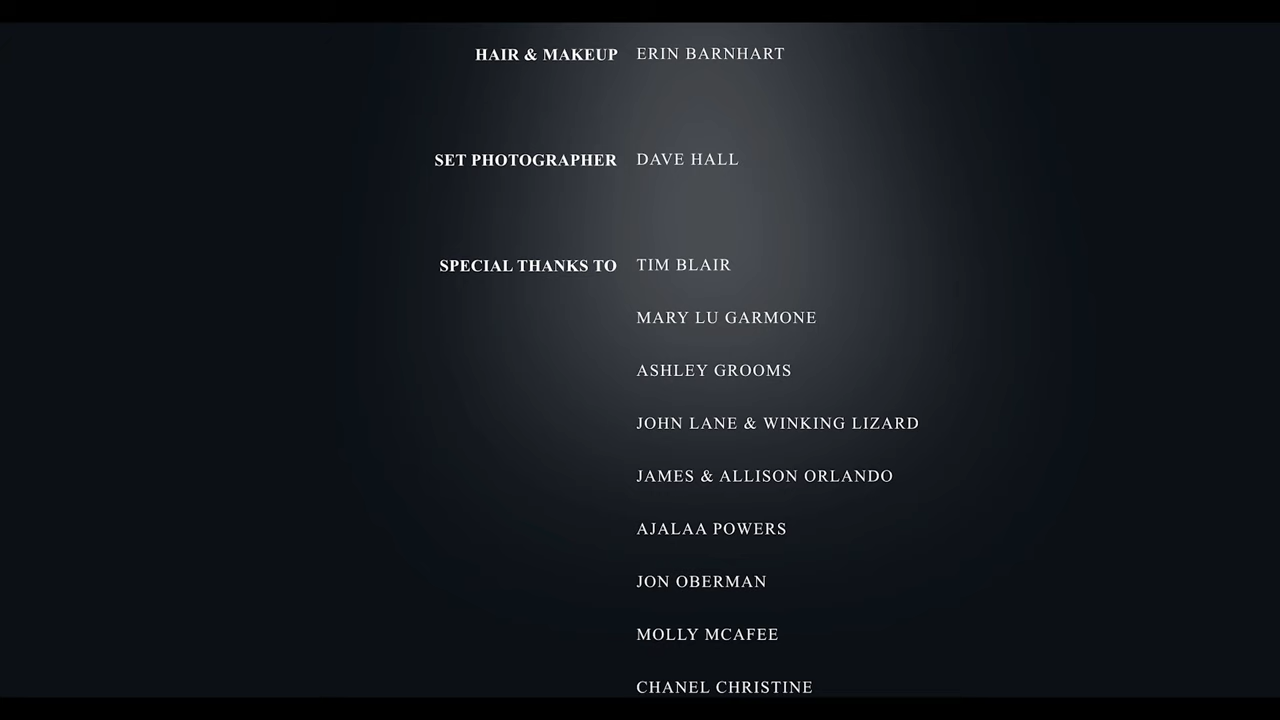 HAIR & MAKEUP ERIN BARNHART
SET PHOTOGRAPHER DAVE HALL
SPECIAL THANKS TO TIM BLAIR
MARY LU GARMONE
ASHLEY GROOMS
JOHN LANE & WINKING LIZARD
JAMES & ALLISON ORLANDO
AJALAA POWERS
JON OBERMAN
MOLLY MCAFEE
CHANEL CHRISTINE